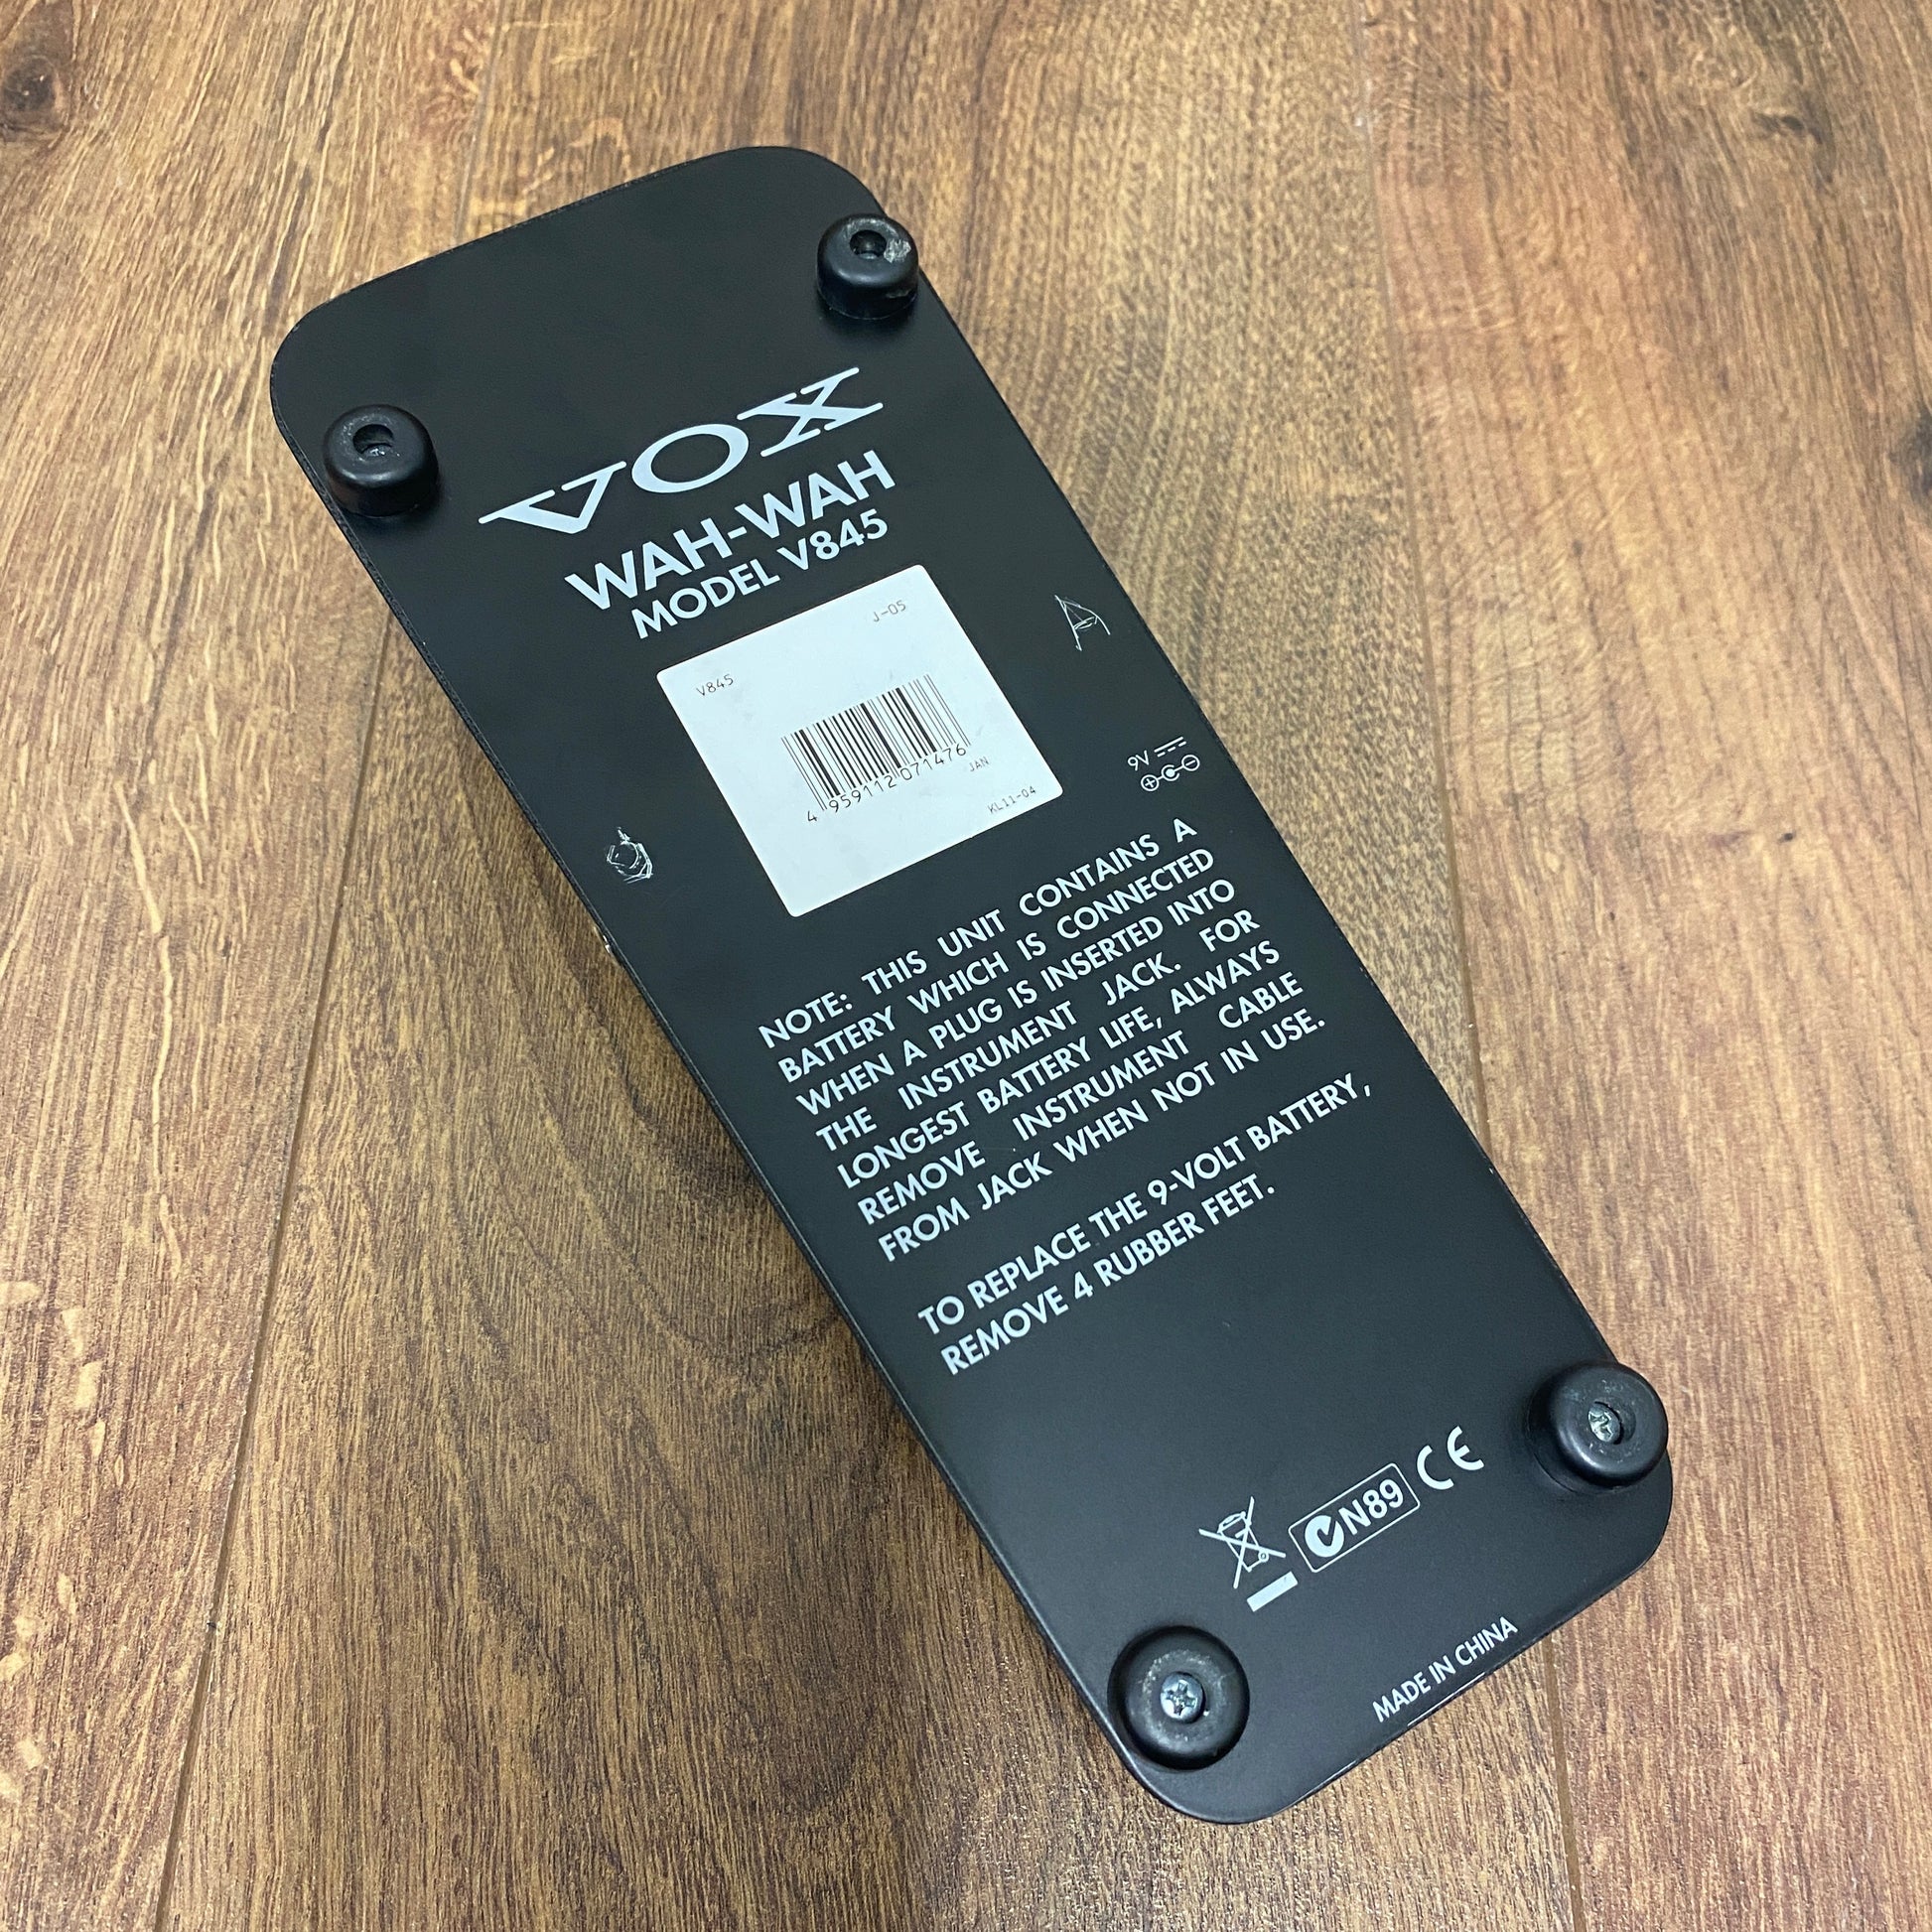 VOX
WAH-WAH
MODEL V845
J-05
V845
4 959112 071476
JAN
KL11-04
A
9V
NOTE: THIS UNIT CONTAINS A
BATTERY WHICH IS CONNECTED
WHEN A PLUG IS INSERTED INTO
THE INSTRUMENT JACK. FOR
LONGEST BATTERY LIFE, ALWAYS
REMOVE INSTRUMENT CABLE
FROM JACK WHEN NOT IN USE.
TO REPLACE THE 9-VOLT BATTERY,
REMOVE 4 RUBBER FEET.
N89 CE
MADE IN CHINA